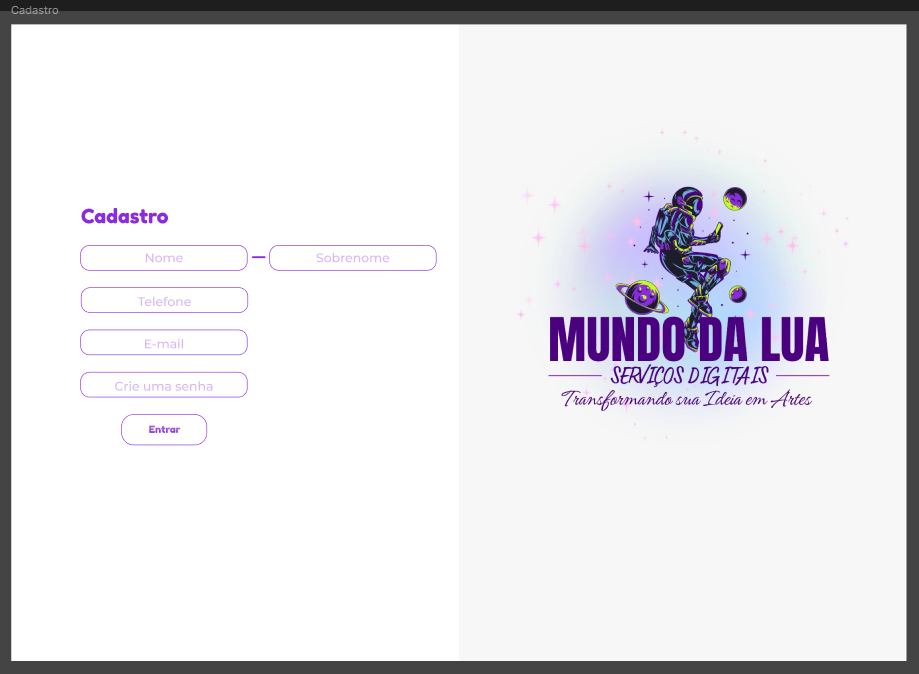 Cadastro
Cadastro
Nome
Sobrenome
Telefone
E-mail
Crie uma senha
Entrar
MUNDO DA LUA
SERVIÇOS DIGITAIS
Transformando sua Ideia em Artes